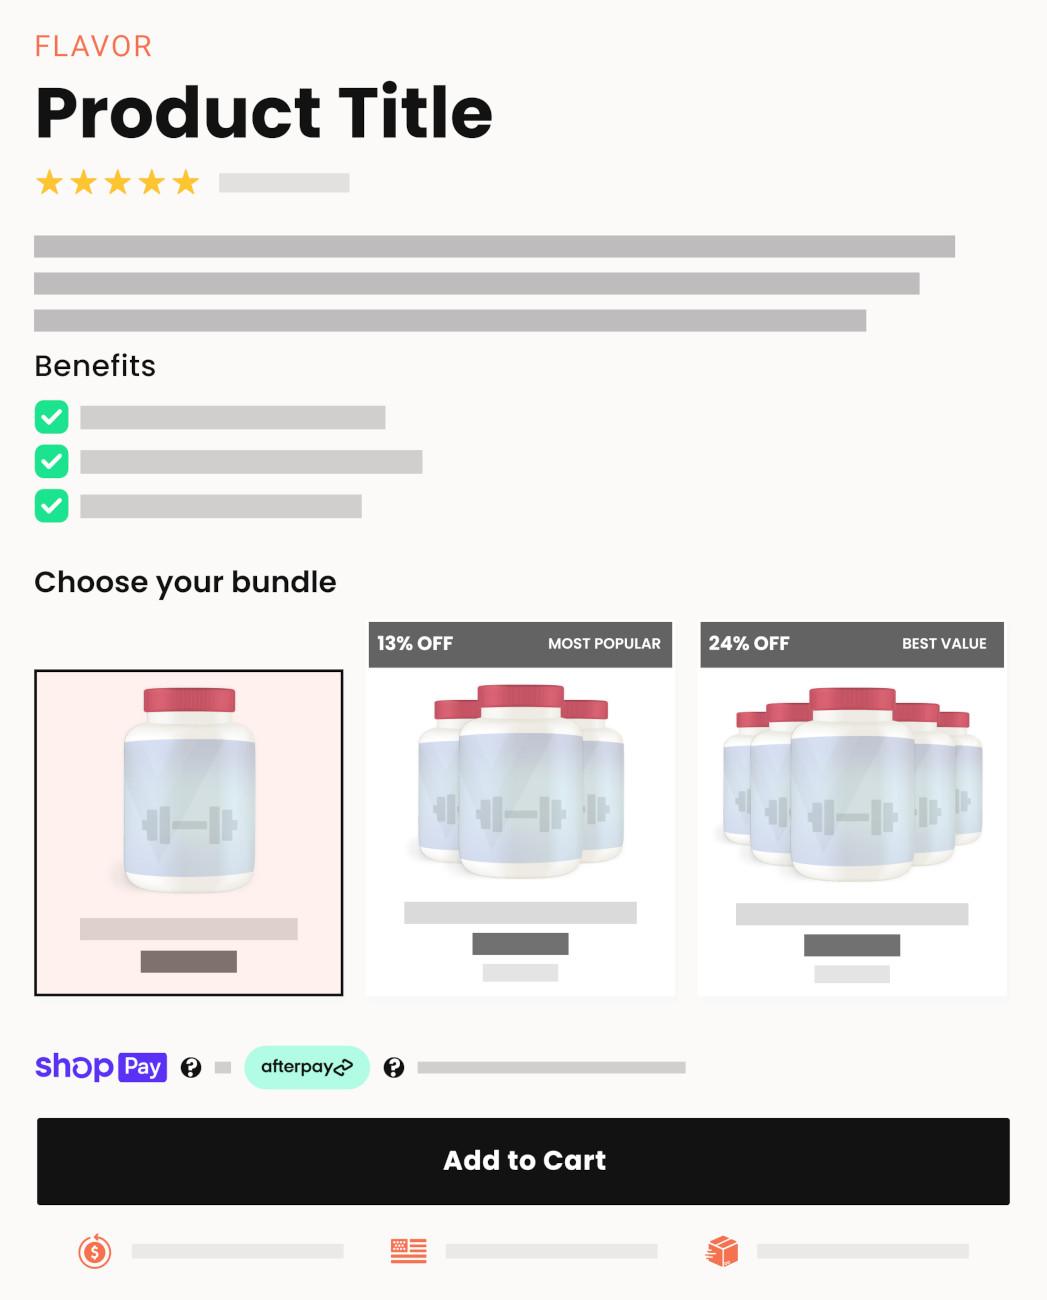 FLAVOR
Product Title
Benefits
Choose your bundle
13% OFF MOST POPULAR
24% OFF BEST VALUE
shop Pay ? afterpay ?
Add to Cart